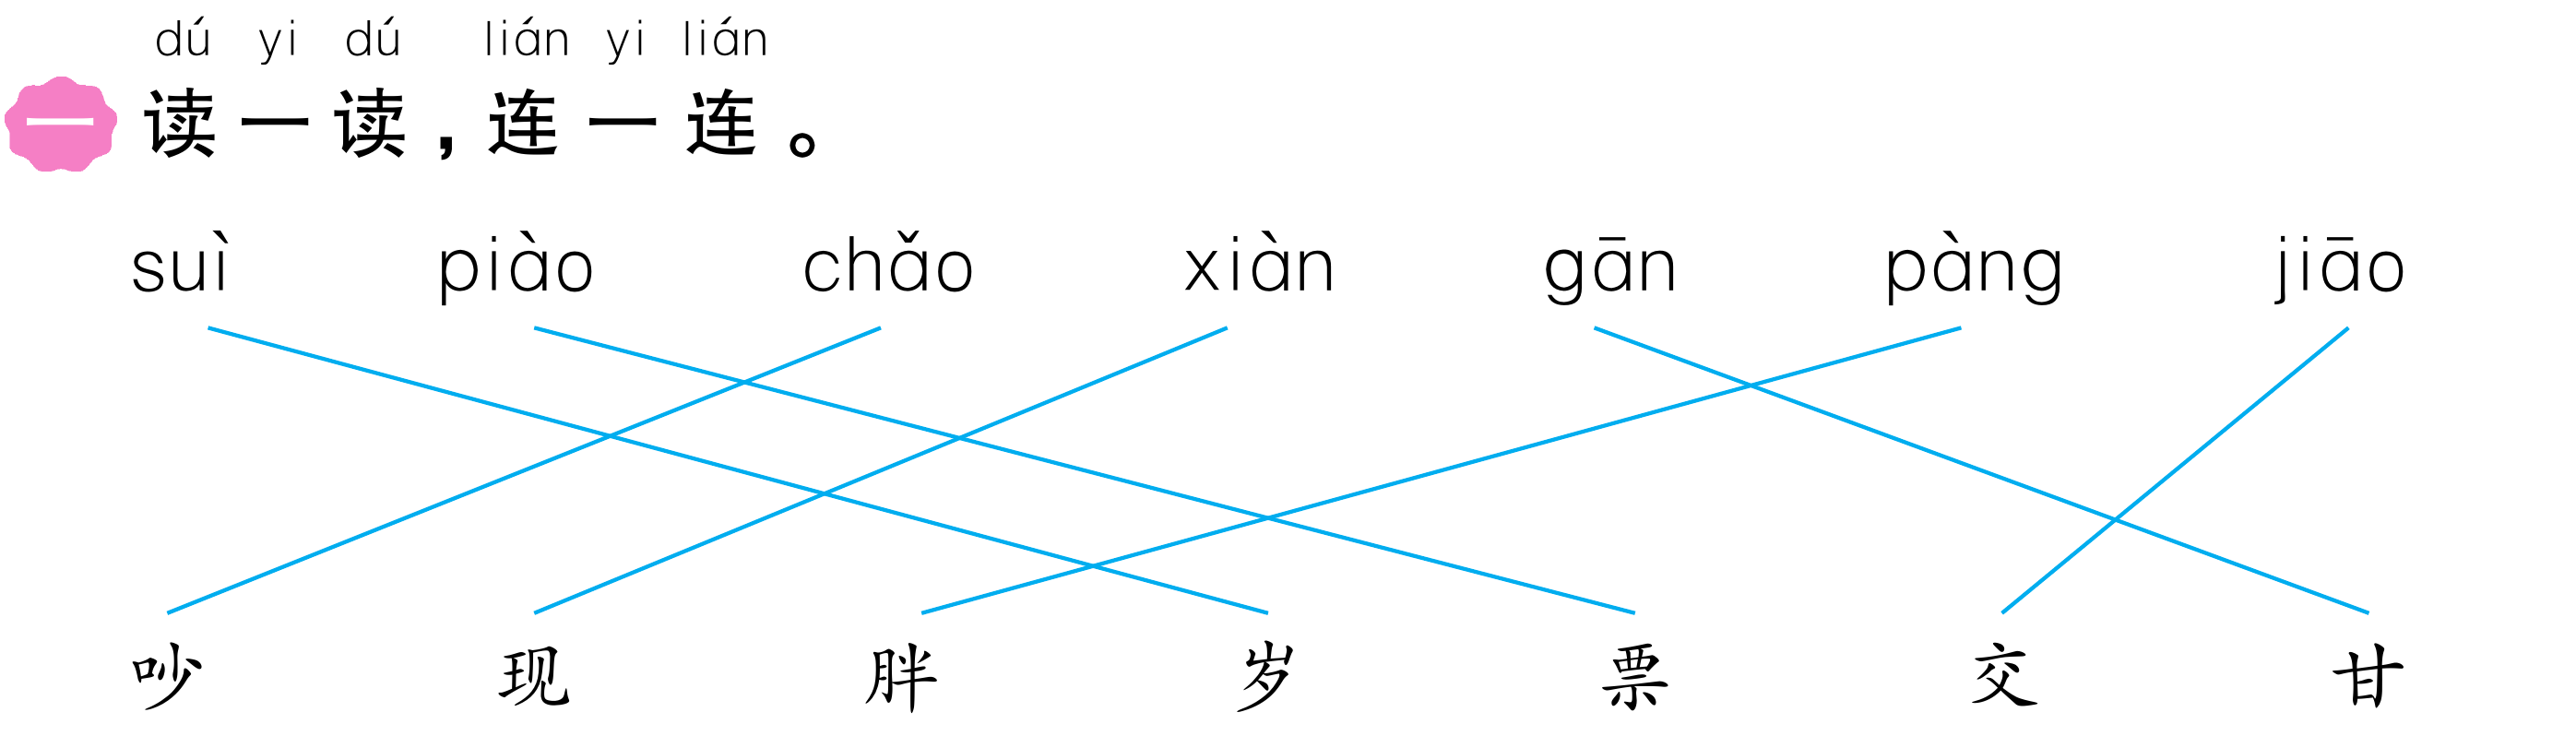 dú yi dú lián yi lián
一 读一读，连一连。
suì piào chǎo xiàn gān pàng jiāo
吵 现 胖 岁 票 交 甘